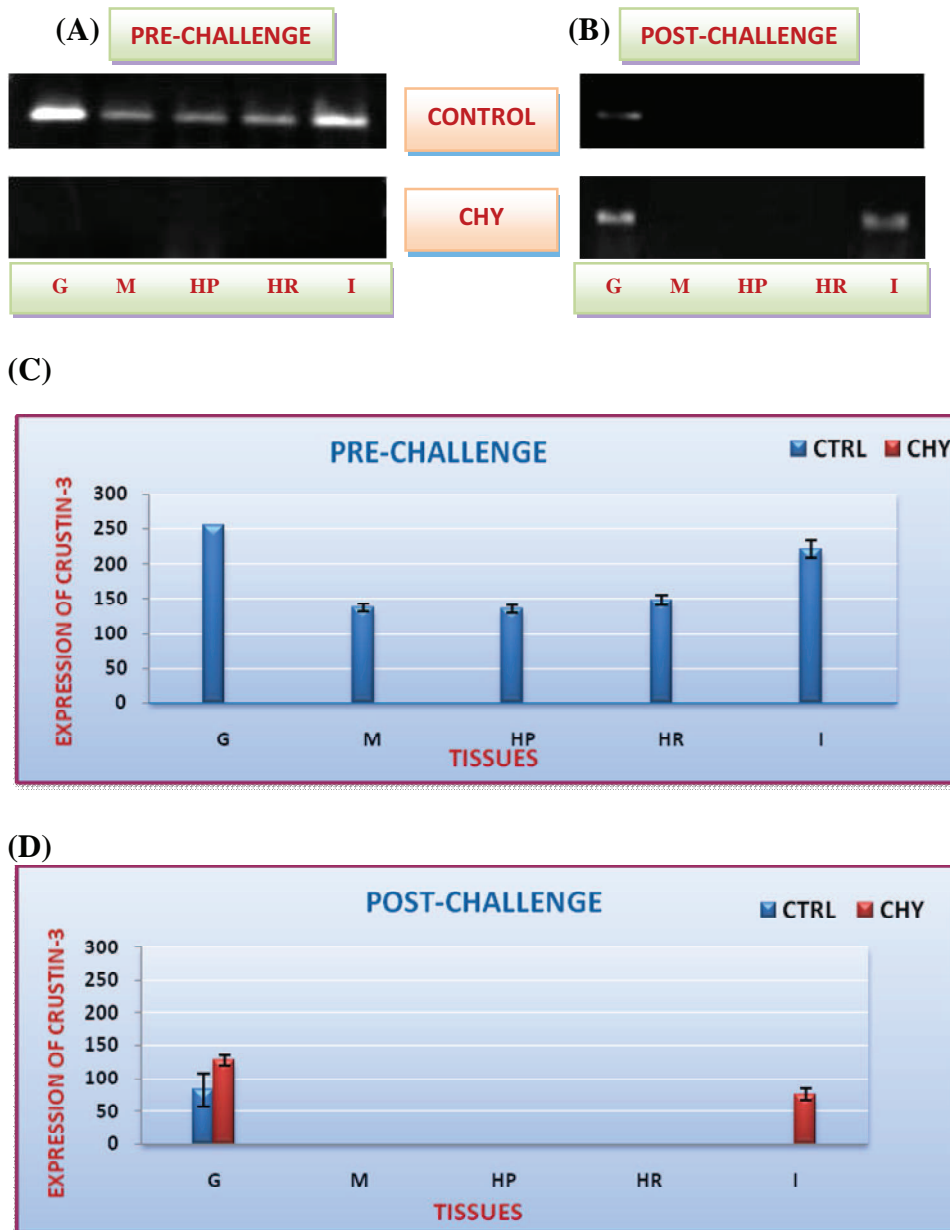 (A) PRE-CHALLENGE (B) POST-CHALLENGE
CONTROL
CHY
G M HP HR I G M HP HR I
(C)
PRE-CHALLENGE
CTRL CHY
EXPRESSION OF CRUSTIN-3
300
250
200
150
100
50
0
G M HP HR I
TISSUES
(D)
POST-CHALLENGE
CTRL CHY
EXPRESSION OF CRUSTIN-3
300
250
200
150
100
50
0
G M HP HR I
TISSUES